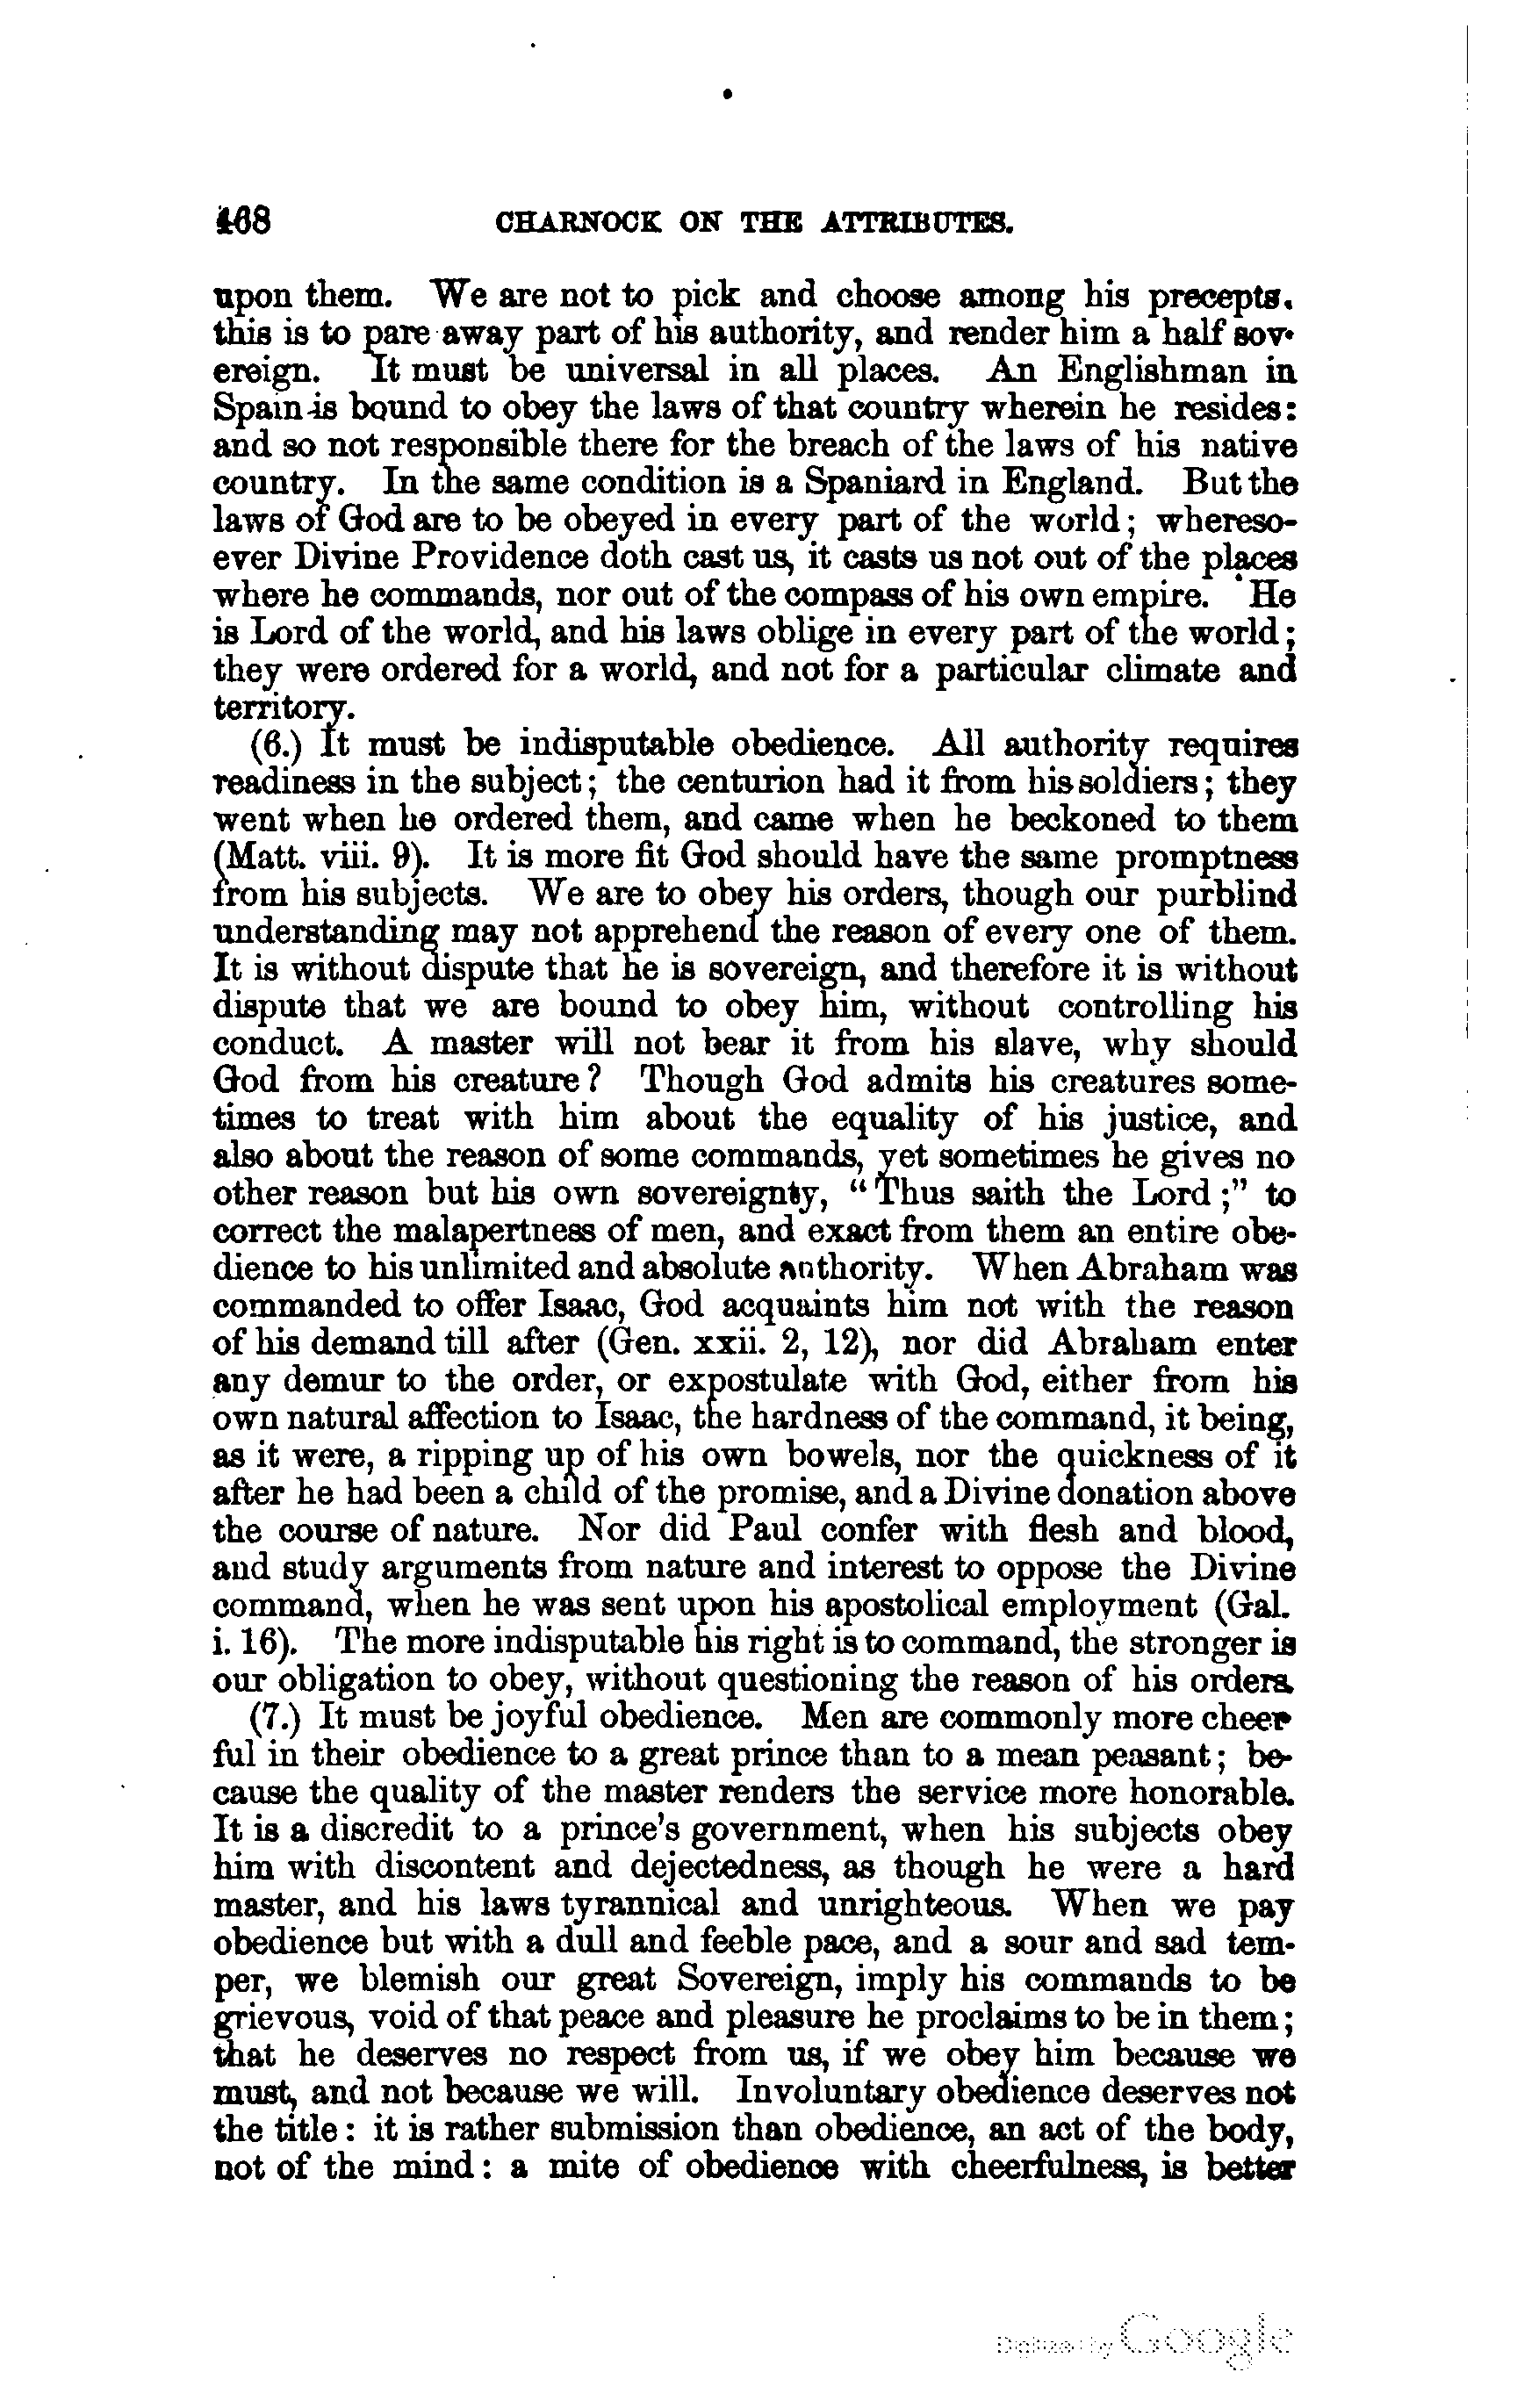 468 CHARNOCK ON THE ATTRIBUTES.
upon them. We are not to pick and choose among his precepts.
this is to pare away part of his authority, and render him a half sov-
ereign. It must be universal in all places. An Englishman in
Spain is bound to obey the laws of that country wherein he resides:
and so not responsible there for the breach of the laws of his native
country. In the same condition is a Spaniard in England. But the
laws of God are to be obeyed in every part of the world; whereso-
ever Divine Providence doth cast us, it casts us not out of the places
where he commands, nor out of the compass of his own empire. He
is Lord of the world, and his laws oblige in every part of the world;
they were ordered for a world, and not for a particular climate and
territory.
(6.) It must be indisputable obedience. All authority requires
readiness in the subject; the centurion had it from his soldiers; they
went when he ordered them, and came when he beckoned to them
(Matt. viii. 9). It is more fit God should have the same promptness
from his subjects. We are to obey his orders, though our purblind
understanding may not apprehend the reason of every one of them.
It is without dispute that he is sovereign, and therefore it is without
dispute that we are bound to obey him, without controlling his
conduct. A master will not bear it from his slave, why should
God from his creature? Though God admits his creatures some-
times to treat with him about the equality of his justice, and
also about the reason of some commands, yet sometimes he gives no
other reason but his own sovereignty, "Thus saith the Lord;" to
correct the malapertness of men, and exact from them an entire obe-
dience to his unlimited and absolute authority. When Abraham was
commanded to offer Isaac, God acquaints him not with the reason
of his demand till after (Gen. xxii. 2, 12), nor did Abraham enter
any demur to the order, or expostulate with God, either from his
own natural affection to Isaac, the hardness of the command, it being,
as it were, a ripping up of his own bowels, nor the quickness of it
after he had been a child of the promise, and a Divine donation above
the course of nature. Nor did Paul confer with flesh and blood,
and study arguments from nature and interest to oppose the Divine
command, when he was sent upon his apostolical employment (Gal.
i. 16). The more indisputable his right is to command, the stronger is
our obligation to obey, without questioning the reason of his orders.
(7.) It must be joyful obedience. Men are commonly more cheer
ful in their obedience to a great prince than to a mean peasant; be-
cause the quality of the master renders the service more honorable.
It is a discredit to a prince's government, when his subjects obey
him with discontent and dejectedness, as though he were a hard
master, and his laws tyrannical and unrighteous. When we pay
obedience but with a dull and feeble pace, and a sour and sad tem-
per, we blemish our great Sovereign, imply his commands to be
grievous, void of that peace and pleasure he proclaims to be in them;
that he deserves no respect from us, if we obey him because we
must, and not because we will. Involuntary obedience deserves not
the title: it is rather submission than obedience, an act of the body,
not of the mind: a mite of obedience with cheerfulness, is better
Digitized by Google